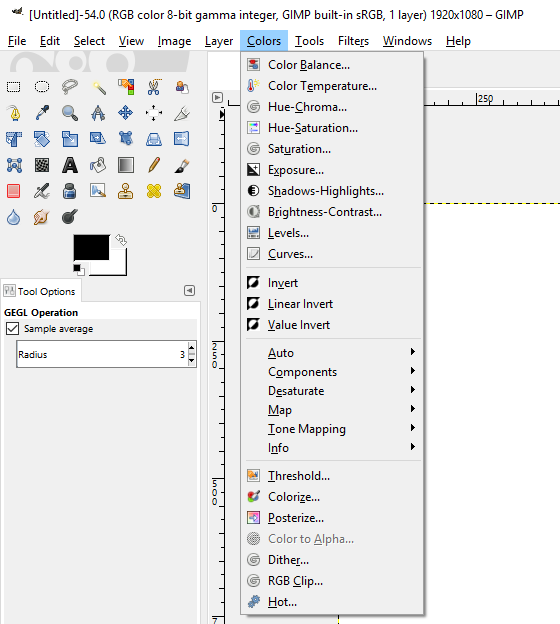 [Untitled]-54.0 (RGB color 8-bit gamma integer, GIMP built-in sRGB, 1 layer) 1920x1080 – GIMP
File Edit Select View Image Layer Colors Tools Filters Windows Help
Color Balance...
Color Temperature...
Hue-Chroma...
Hue-Saturation...
Saturation...
Exposure...
Shadows-Highlights...
Brightness-Contrast...
Levels...
Curves...
Invert
Linear Invert
Value Invert
Auto
Components
Desaturate
Map
Tone Mapping
Info
Threshold...
Colorize...
Posterize...
Color to Alpha...
Dither...
RGB Clip...
Hot...
Tool Options
GEGL Operation
Sample average
Radius 3
250
0
250
500
7